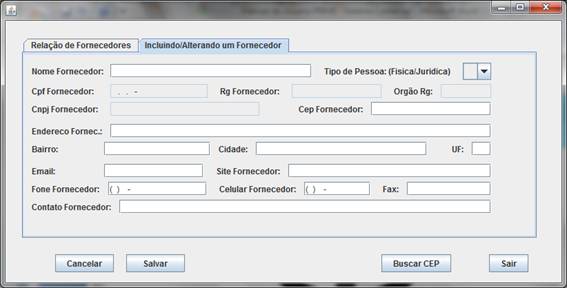 Relação de Fornecedores Incluindo/Alterando um Fornecedor
Nome Fornecedor: Tipo de Pessoa: (Fisica/Juridica)
Cpf Fornecedor: . . - Rg Fornecedor: Orgão Rg:
Cnpj Fornecedor: Cep Fornecedor:
Endereco Fornec.:
Bairro: Cidade: UF:
Email: Site Fornecedor:
Fone Fornecedor: ( ) - Celular Fornecedor: ( ) - Fax:
Contato Fornecedor:
Cancelar Salvar Buscar CEP Sair